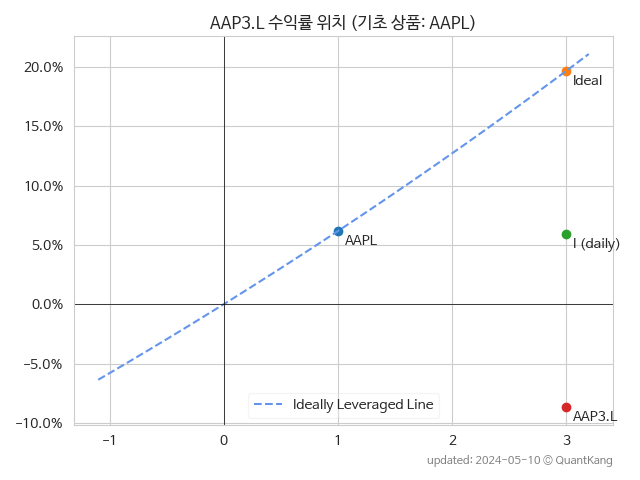 AAP3.L 수익률 위치 (기초 상품: AAPL)
20.0%
Ideal
15.0%
10.0%
AAPL
5.0%
I (daily)
0.0%
−5.0%
Ideally Leveraged Line
AAP3.L
−10.0%
−1 0 1 2 3
updated: 2024-05-10 © QuantKang